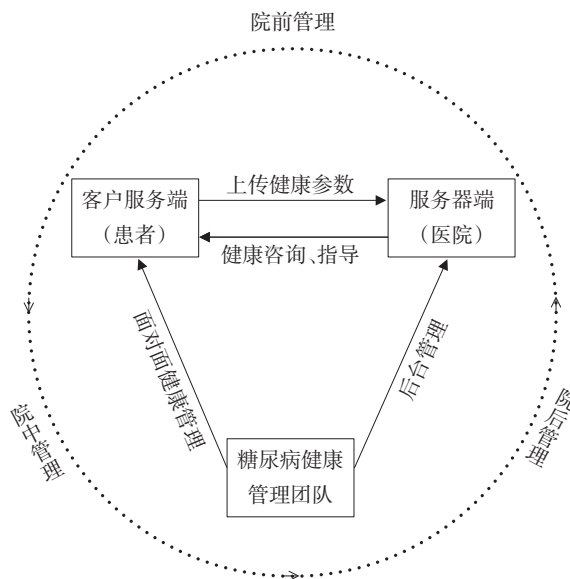 院前管理
客户服务端
（患者）
上传健康参数
服务器端
（医院）
健康咨询、指导
面对面健康管理
后台管理
院中管理
院后管理
糖尿病健康
管理团队